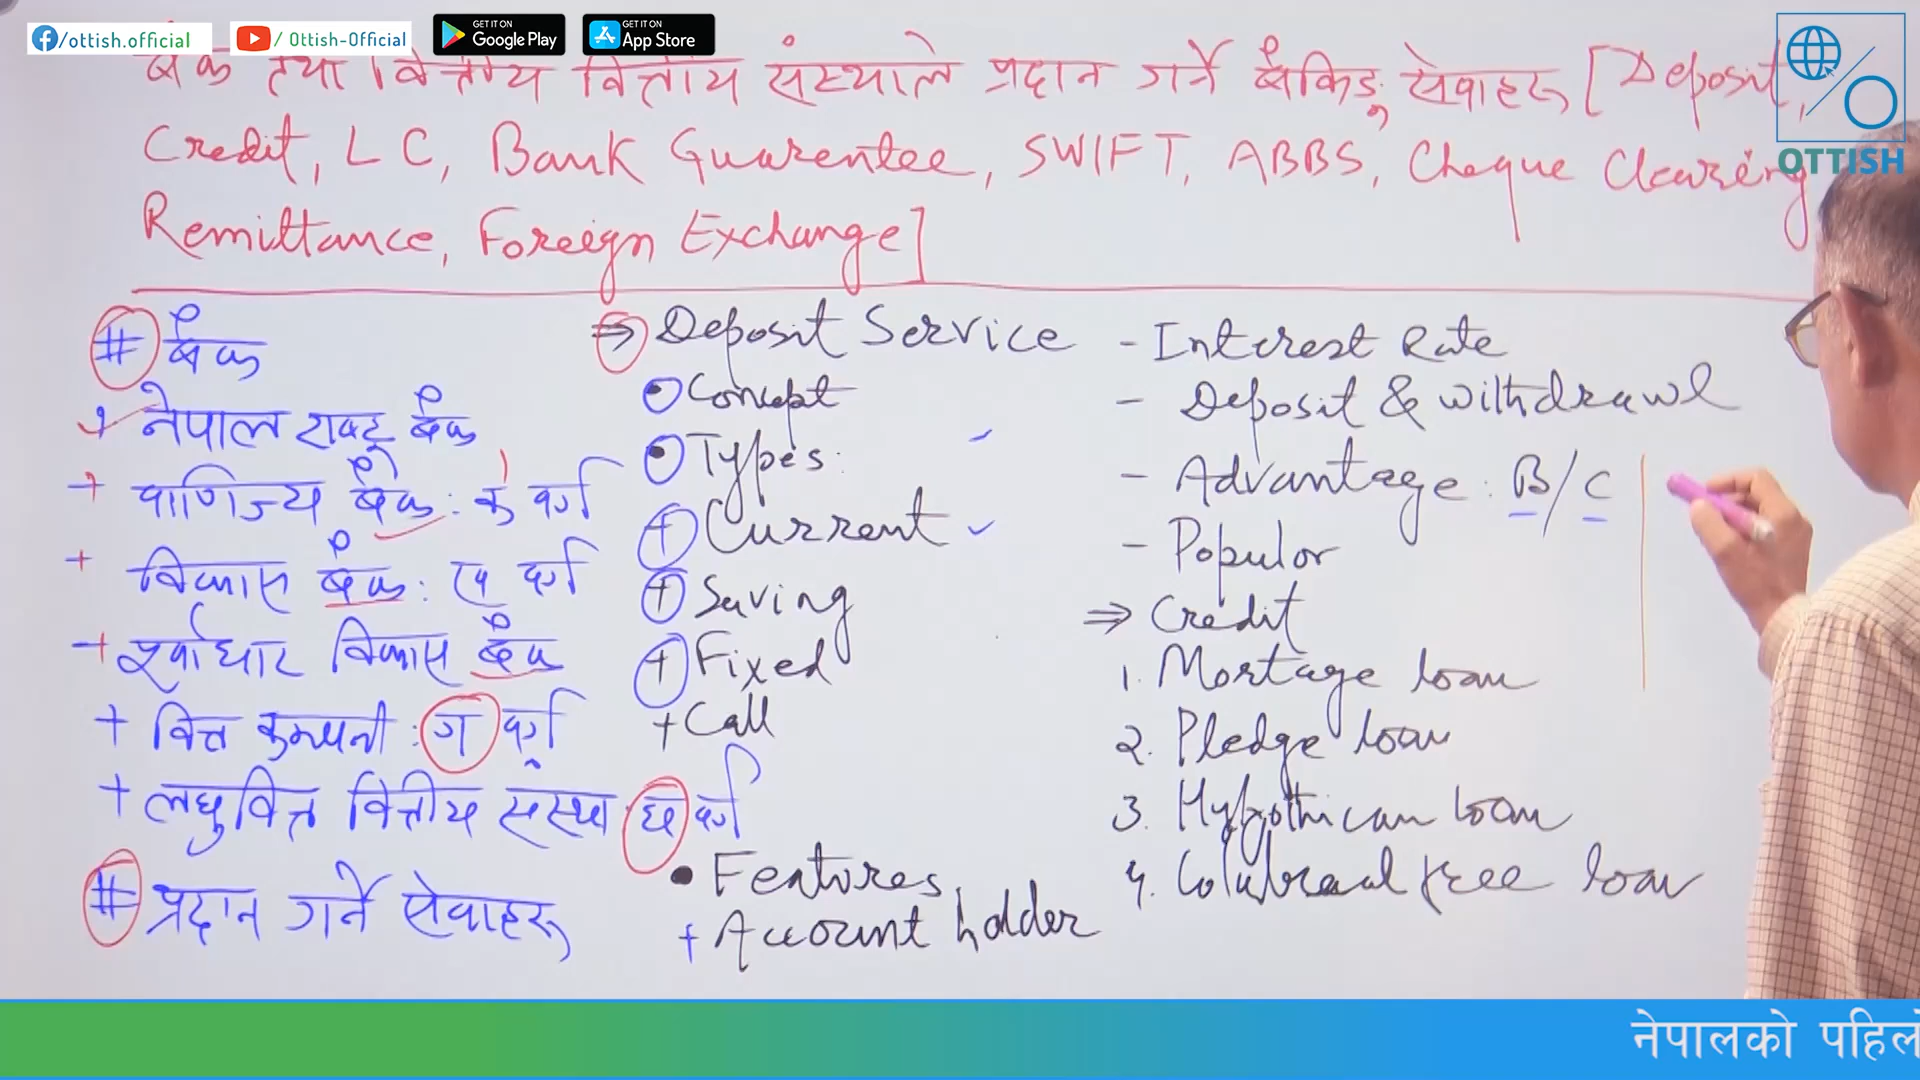 /ottish.official
/ Ottish-Official
GET IT ON
Google Play
GET IT ON
App Store
OTTISH
बैंक तथा वित्तीय वित्तीय संस्थाले प्रदान गर्ने बैंकिङ्ग सेवाहरू [Deposit,
Credit, LC, Bank Guarentee, SWIFT, ABBS, Cheque Clearing
Remittance, Foreign Exchange]
# बैंक
+ नेपाल राष्ट्र बैंक
+ वाणिज्य बैंक : क वर्ग
+ विकास बैंक : ख वर्ग
+ पूर्वाधार विकास बैंक
+ वित्त कम्पनी : ग वर्ग
+ लघुवित्त वित्तीय संस्था घ वर्ग
# प्रदान गर्ने सेवाहरू
⇒ Deposit Service
• Concept
• Types:
+ Current
+ Saving
+ Fixed
+ Call
• Features
+ Account holder
- Interest Rate
- Deposit & withdrawl
- Advantage: B/C
- Populor
⇒ Credit
1. Mortage loan
2. Pledge loan
3. Hypothican loan
4. free loan
नेपालको पहिलो